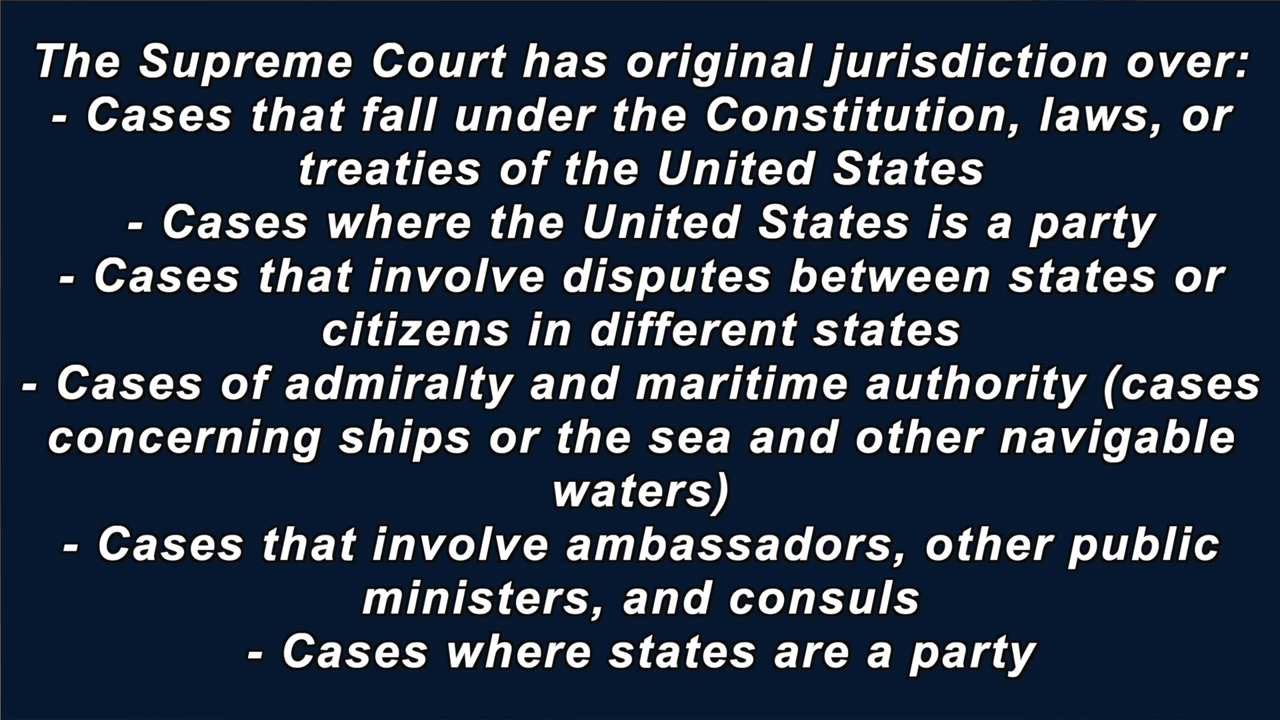 The Supreme Court has original jurisdiction over:
- Cases that fall under the Constitution, laws, or
treaties of the United States
- Cases where the United States is a party
- Cases that involve disputes between states or
citizens in different states
- Cases of admiralty and maritime authority (cases
concerning ships or the sea and other navigable
waters)
- Cases that involve ambassadors, other public
ministers, and consuls
- Cases where states are a party